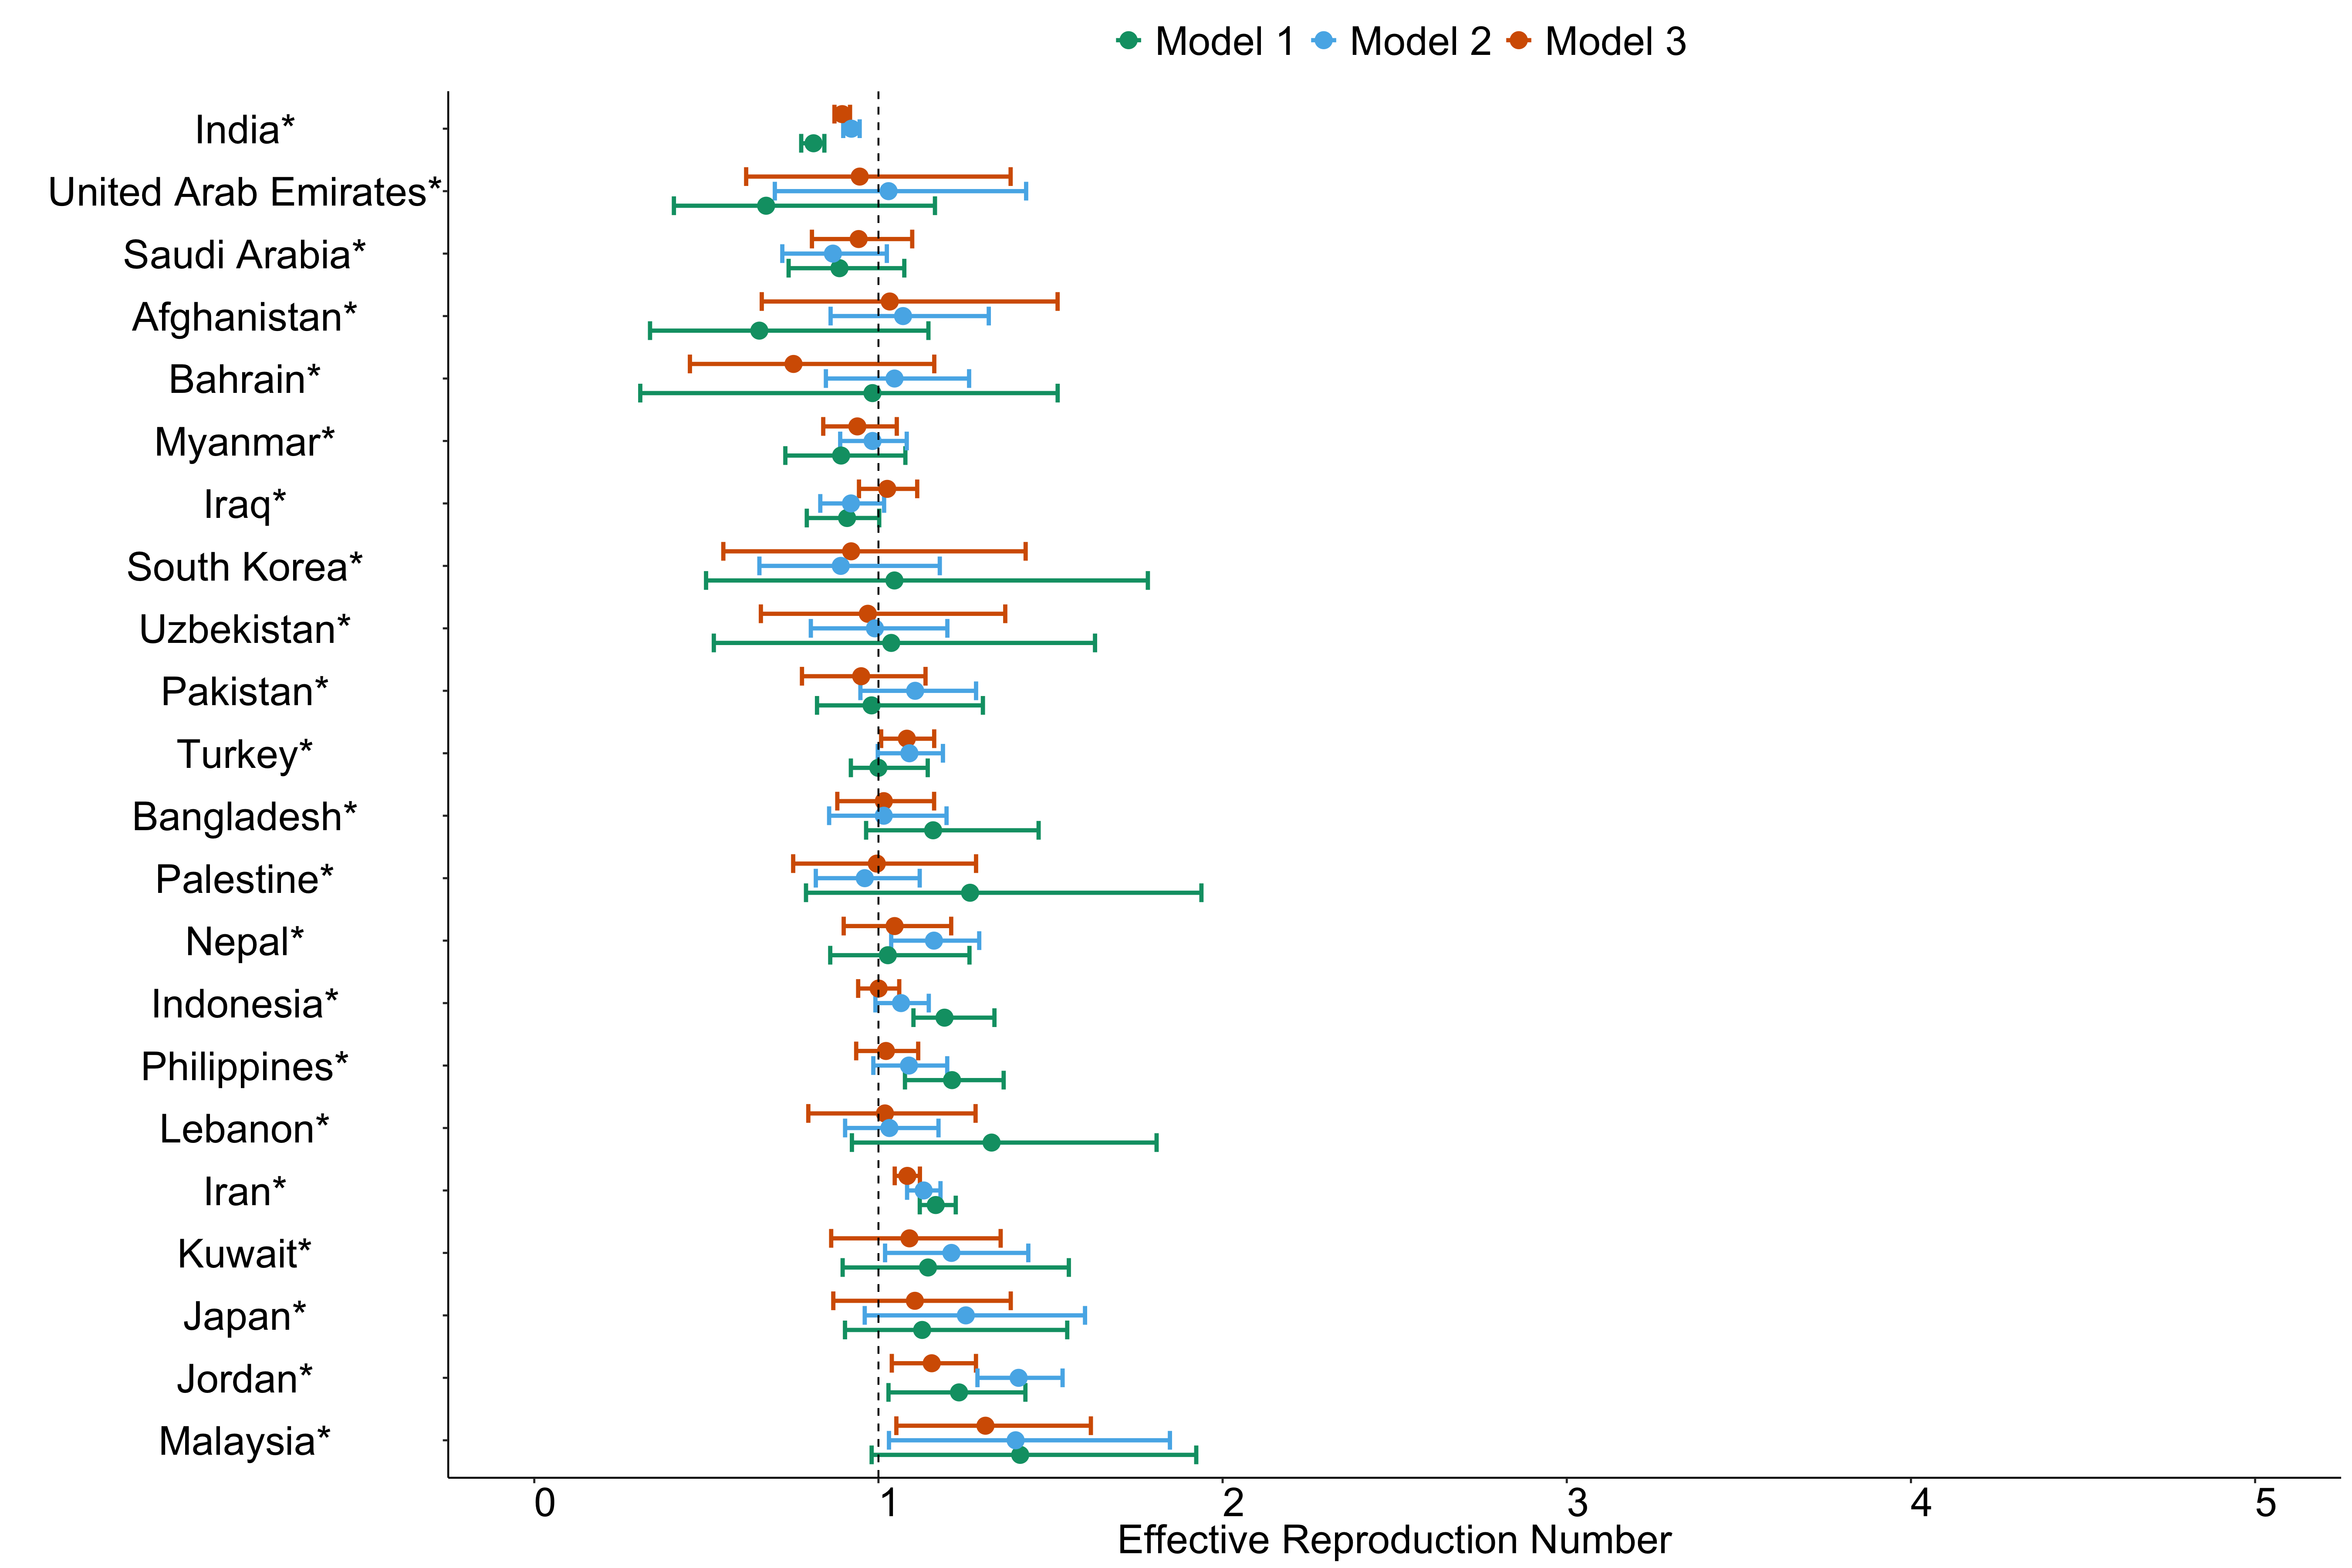 Model 1 Model 2 Model 3
India*
United Arab Emirates*
Saudi Arabia*
Afghanistan*
Bahrain*
Myanmar*
Iraq*
South Korea*
Uzbekistan*
Pakistan*
Turkey*
Bangladesh*
Palestine*
Nepal*
Indonesia*
Philippines*
Lebanon*
Iran*
Kuwait*
Japan*
Jordan*
Malaysia*
0 1 2 3 4 5
Effective Reproduction Number